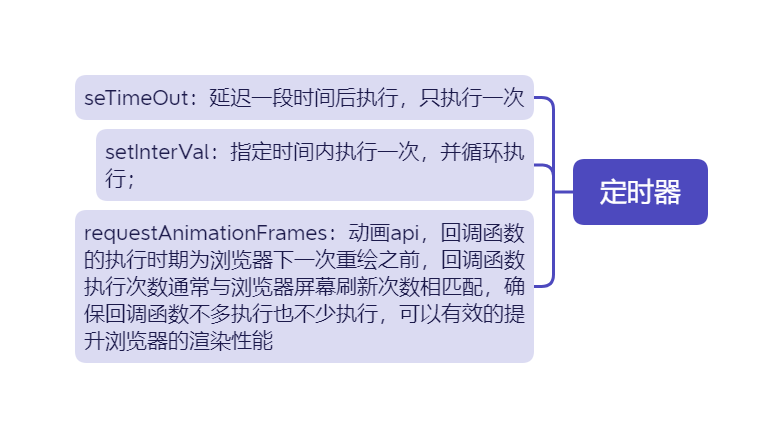 seTimeOut：延迟一段时间后执行，只执行一次
setInterVal：指定时间内执行一次，并循环执
行；
定时器
requestAnimationFrames：动画api，回调函数
的执行时期为浏览器下一次重绘之前，回调函数
执行次数通常与浏览器屏幕刷新次数相匹配，确
保回调函数不多执行也不少执行，可以有效的提
升浏览器的渲染性能